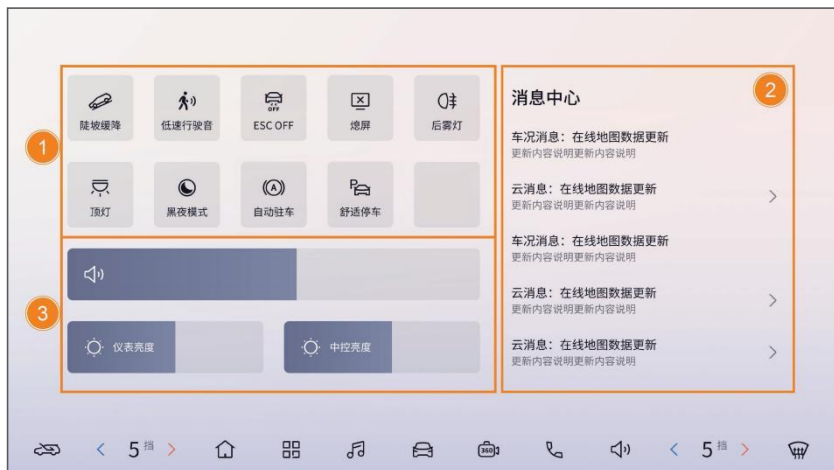 1
陡坡缓降
低速行驶音
OFF
ESC OFF
熄屏
后雾灯
顶灯
黑夜模式
A
自动驻车
P
舒适停车
2
消息中心
车况消息：在线地图数据更新
更新内容说明更新内容说明
云消息：在线地图数据更新
更新内容说明更新内容说明
车况消息：在线地图数据更新
更新内容说明更新内容说明
云消息：在线地图数据更新
更新内容说明更新内容说明
云消息：在线地图数据更新
更新内容说明更新内容说明
3
仪表亮度
中控亮度
5挡
360
5挡